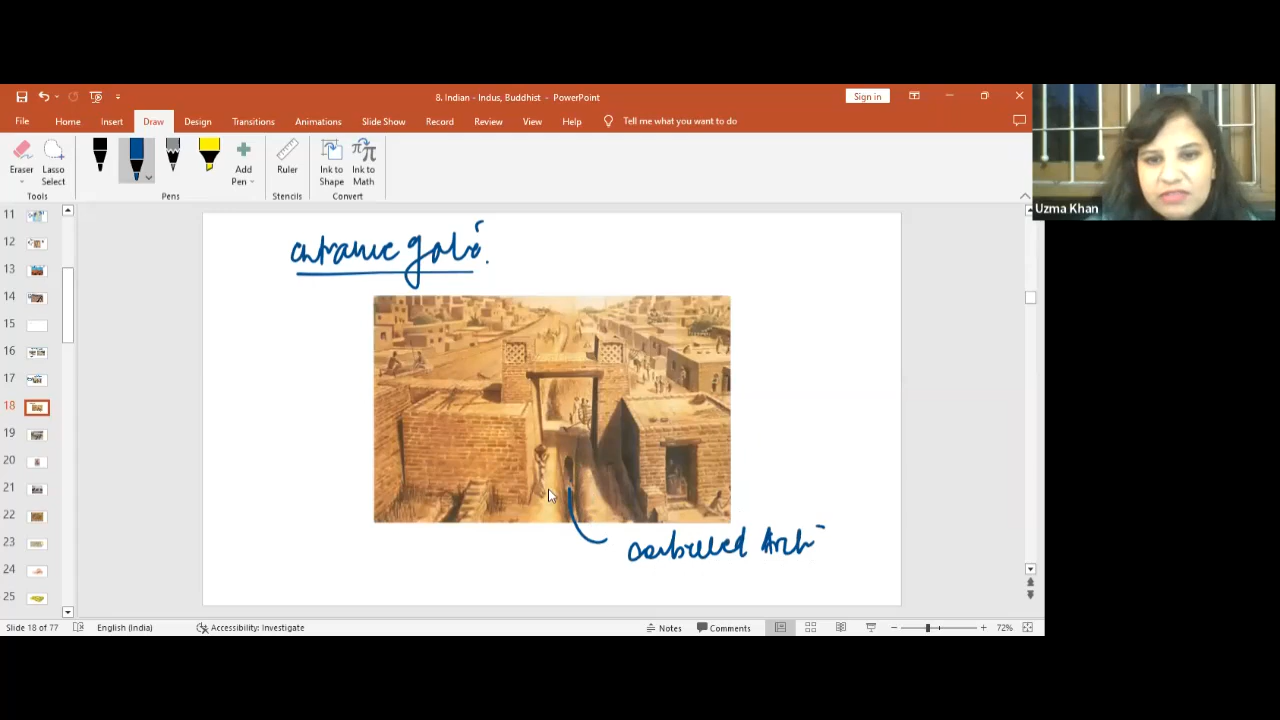 8. Indian - Indus, Buddhist - PowerPoint
Sign in
File Home Insert Draw Design Transitions Animations Slide Show Record Review View Help Tell me what you want to do
Eraser
Lasso Select
Add Pen
Ruler
Ink to Shape
Ink to Math
Tools Pens Stencils Convert
Uzma Khan
11
12
13
14
15
16
17
18
19
20
21
22
23
24
25
entrance
corbelled Arch
Slide 18 of 77 English (India) Accessibility: Investigate Notes Comments 72%